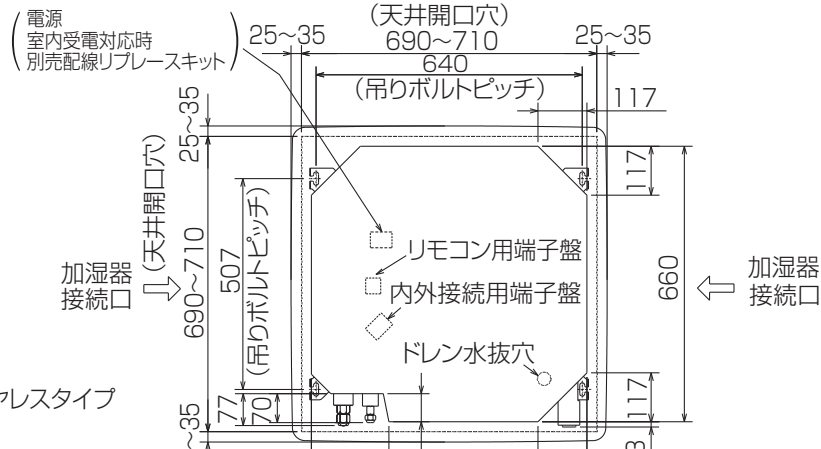 電源
室内受電対応時
別売配線リプレースキット
(天井開口穴)
25~35
690~710
25~35
640
(吊りボルトピッチ)
117
25~35
(天井開口穴)
690~710
507
(吊りボルトピッチ)
117
660
加湿器
接続口
リモコン用端子盤
内外接続用端子盤
加湿器
接続口
ドレン水抜穴
レスタイプ
77
70
117
~35